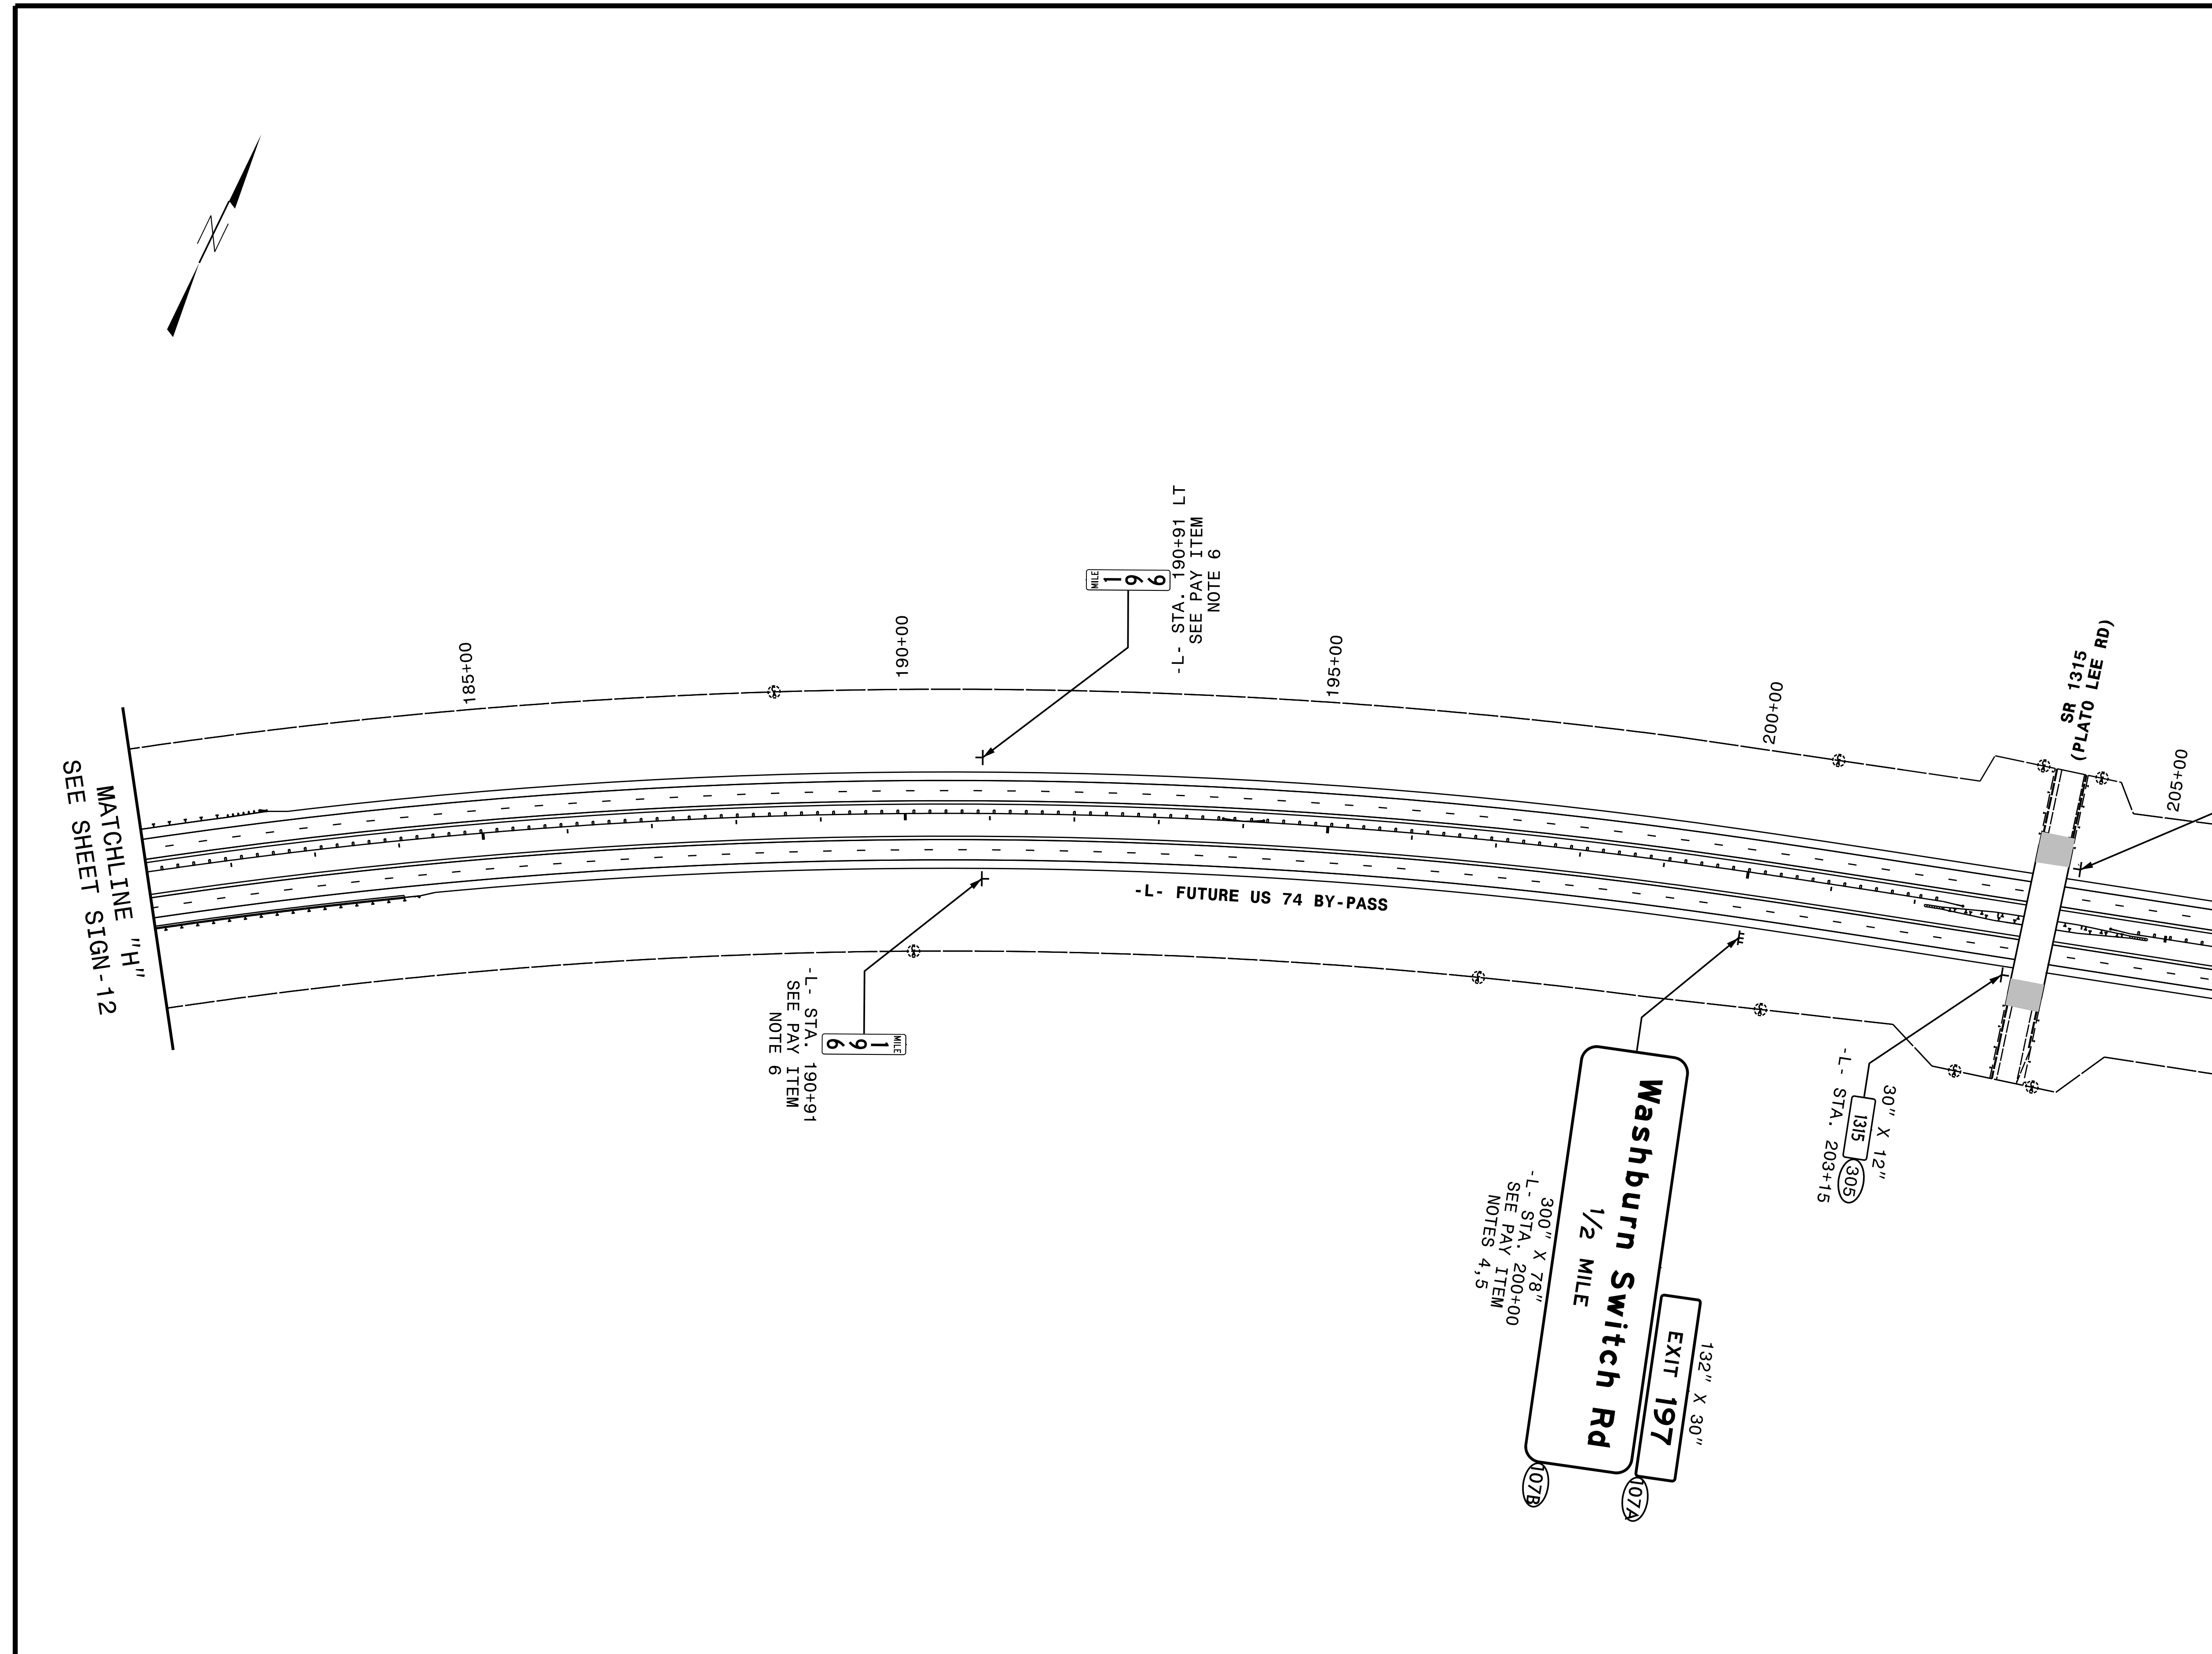 MATCHLINE "H"
SEE SHEET SIGN-12
185+00
190+00
195+00
200+00
205+00
MILE
1
9
6
-L- STA. 190+91 LT
SEE PAY ITEM
NOTE 6
MILE
1
9
6
-L- STA. 190+91
SEE PAY ITEM
NOTE 6
-L- FUTURE US 74 BY-PASS
SR 1315
(PLATO LEE RD)
132" X 30"
EXIT 197
107A
Washburn Switch Rd
1/2 MILE
107B
300" X 78"
-L- STA. 200+00
SEE PAY ITEM
NOTES 4,5
30" X 12"
1315
305
-L- STA. 203+15